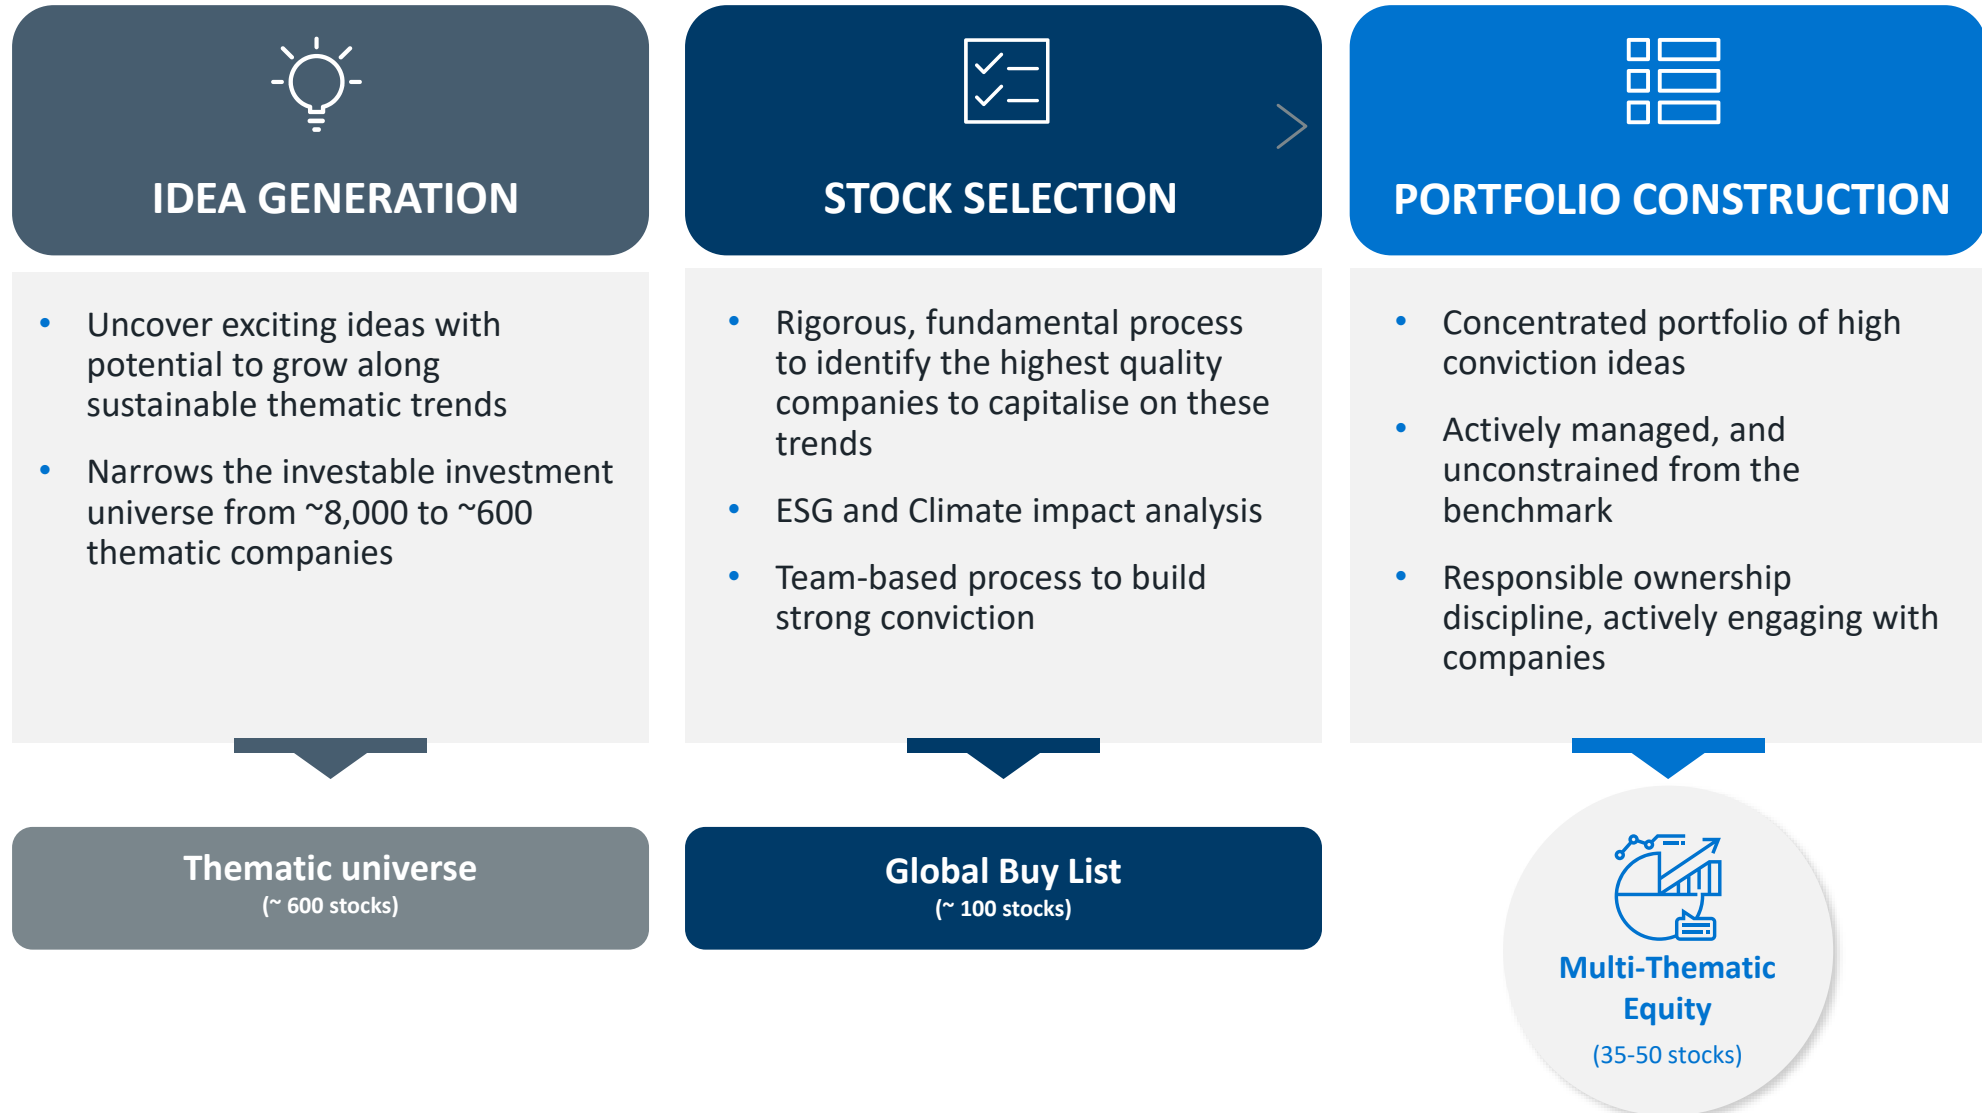 IDEA GENERATION
• Uncover exciting ideas with
potential to grow along
sustainable thematic trends
• Narrows the investable investment
universe from ~8,000 to ~600
thematic companies
Thematic universe
(~ 600 stocks)
STOCK SELECTION
• Rigorous, fundamental process
to identify the highest quality
companies to capitalise on these
trends
• ESG and Climate impact analysis
• Team-based process to build
strong conviction
Global Buy List
(~ 100 stocks)
PORTFOLIO CONSTRUCTION
• Concentrated portfolio of high
conviction ideas
• Actively managed, and
unconstrained from the
benchmark
• Responsible ownership
discipline, actively engaging with
companies
Multi-Thematic
Equity
(35-50 stocks)